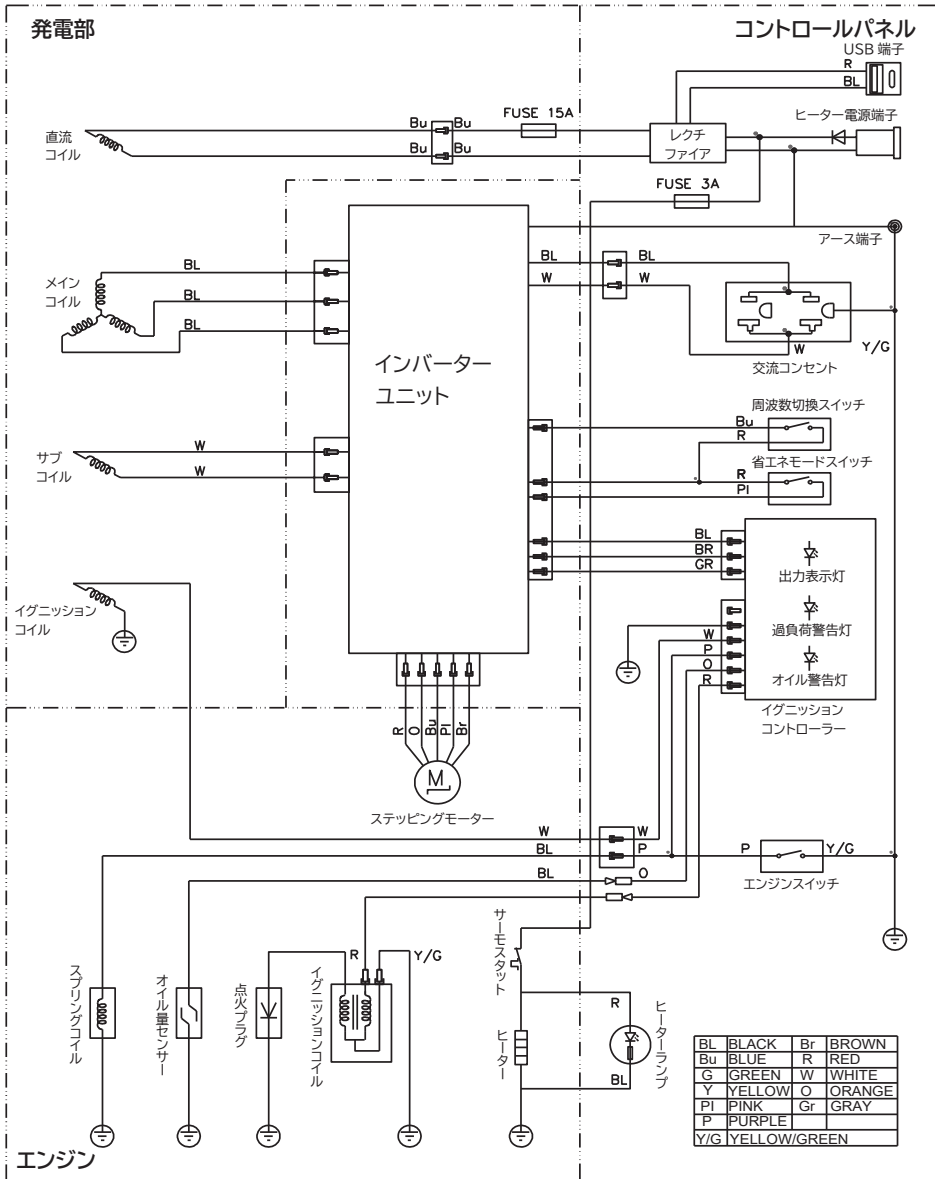 発電部
コントロールパネル
USB 端子
R
BL
ヒーター電源端子
FUSE 15A
Bu
Bu
Bu
Bu
直流
コイル
レクチ
ファイア
FUSE 3A
アース端子
BL
BL
W
W
メイン
コイル
BL
BL
BL
インバーター
ユニット
W
Y/G
交流コンセント
周波数切換スイッチ
Bu
R
省エネモードスイッチ
R
PI
サブ
コイル
W
W
BL
BR
GR
出力表示灯
過負荷警告灯
オイル警告灯
W
P
O
R
イグニッション
コントローラー
イグニッション
コイル
R
O
Bu
PI
Br
M
ステッピングモーター
W
W
BL
P
P
Y/G
エンジンスイッチ
BL
O
サーモスタット
R
Y/G
スプリングコイル
オイル量センサー
点火プラグ
イグニッションコイル
ヒーター
R
BL
ヒーターランプ
BL BLACK Br BROWN
Bu BLUE R RED
G GREEN W WHITE
Y YELLOW O ORANGE
PI PINK Gr GRAY
P PURPLE
Y/G YELLOW/GREEN
エンジン